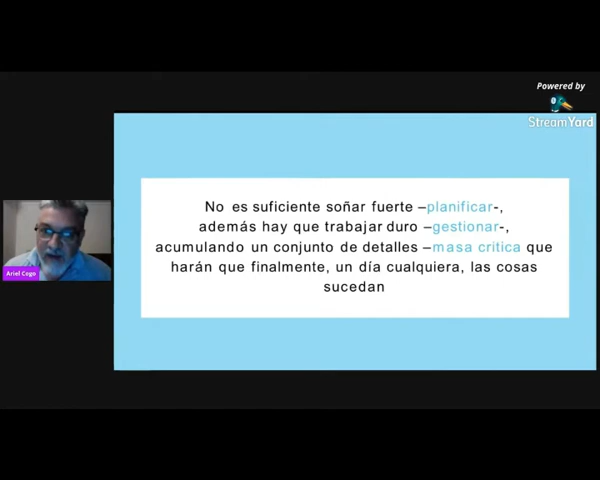 Powered by
StreamYard
No es suficiente soñar fuerte –planificar-,
además hay que trabajar duro –gestionar-,
acumulando un conjunto de detalles –masa critica que
harán que finalmente, un día cualquiera, las cosas
sucedan
Ariel Cogo